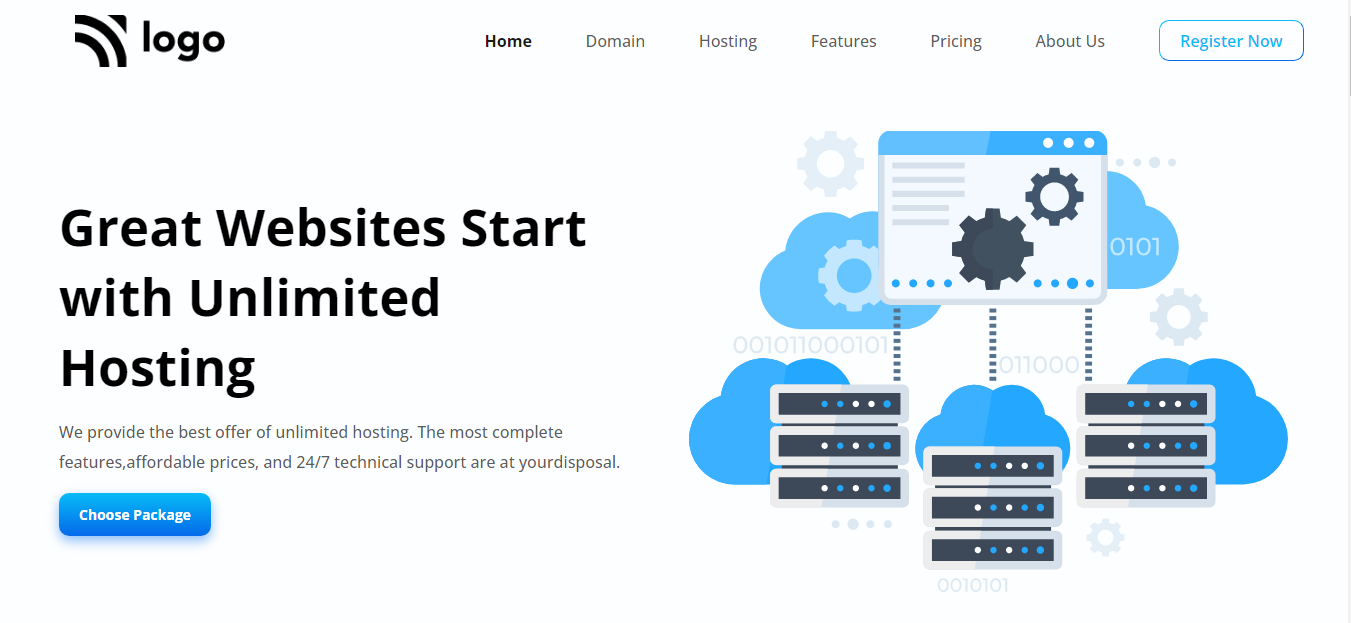 logo
Home Domain Hosting Features Pricing About Us Register Now
Great Websites Start
with Unlimited
Hosting
We provide the best offer of unlimited hosting. The most complete
features,affordable prices, and 24/7 technical support are at yourdisposal.
Choose Package
0101
001011000101
011000
0010101